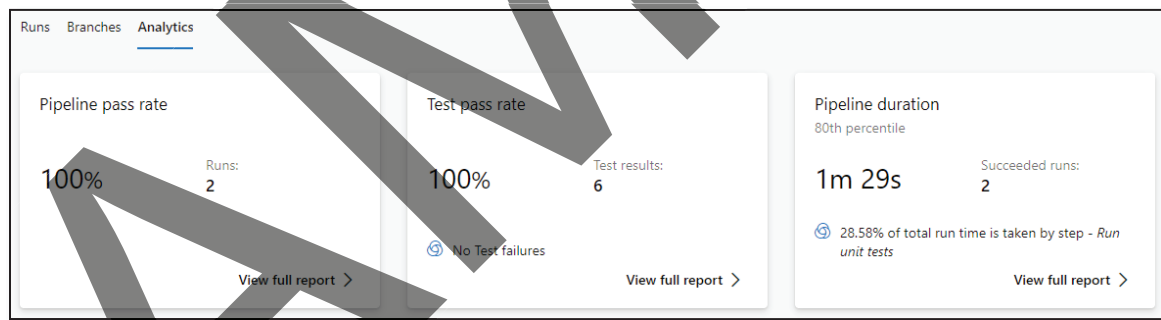 Runs Branches Analytics
Pipeline pass rate
100%
Runs:
2
View full report
Test pass rate
100%
Test results:
6
No Test failures
View full report
Pipeline duration
80th percentile
1m 29s
Succeeded runs:
2
28.58% of total run time is taken by step - Run
unit tests
View full report